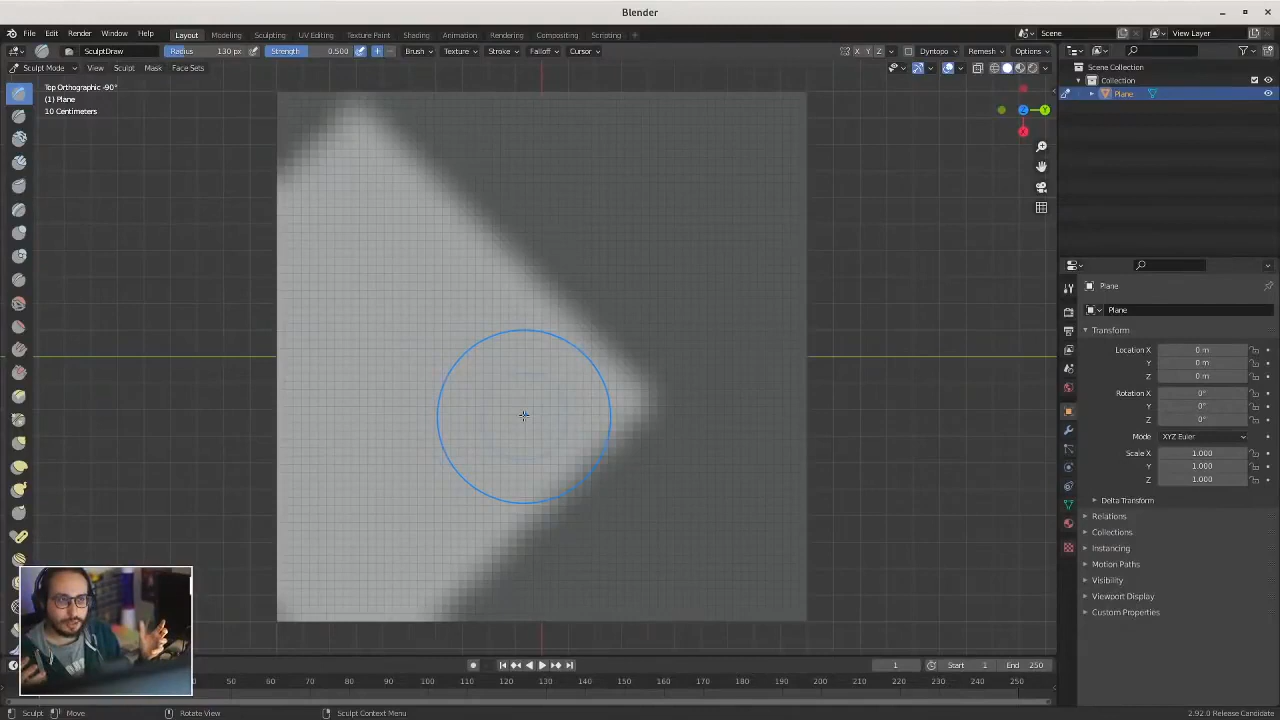 Blender
File Edit Render Window Help Layout Modeling Sculpting UV Editing Texture Paint Shading Animation Rendering Compositing Scripting + Scene View Layer
SculptDraw Radius 130 px Strength 0.500 Brush Texture Stroke Falloff Cursor X Y Z Dyntopo Remesh Options
Sculpt Mode View Sculpt Mask Face Sets
Scene Collection
Collection
Plane
Top Orthographic -90°
(1) Plane
10 Centimeters
Z
Y
X
Plane
Plane
Transform
Location X 0 m
Y 0 m
Z 0 m
Rotation X 0°
Y 0°
Z 0°
Mode XYZ Euler
Scale X 1.000
Y 1.000
Z 1.000
Delta Transform
Relations
Collections
Instancing
Motion Paths
Visibility
Viewport Display
Custom Properties
1 Start 1 End 250
50 60 70 80 90 100 110 120 130 140 150 160 170 180 190 200 210 220 230 240 250
Sculpt Move Rotate View Sculpt Context Menu 2.92.0 Release Candidate